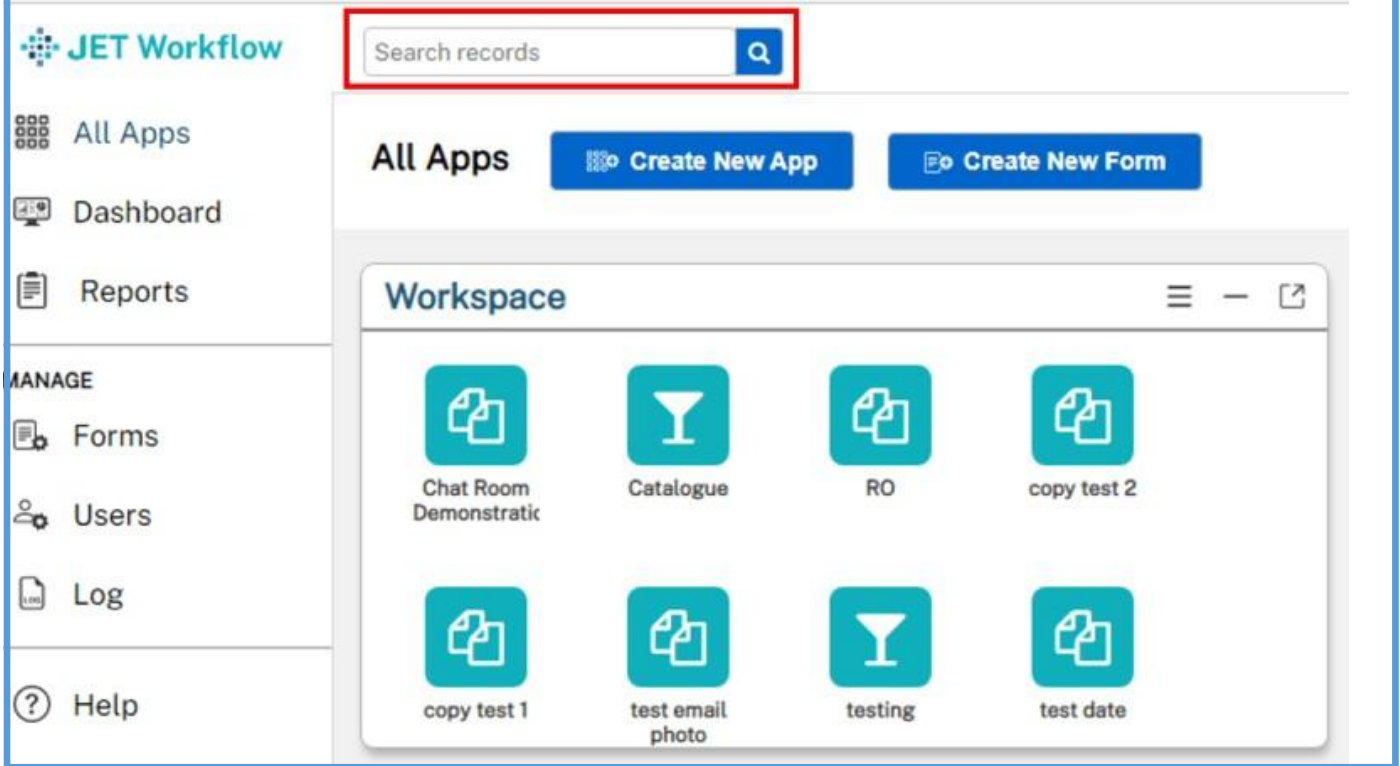 JET Workflow
Search records
All Apps
Dashboard
Reports
MANAGE
Forms
Users
Log
Help
All Apps
Create New App
Create New Form
Workspace
Chat Room
Demonstratic
Catalogue
RO
copy test 2
copy test 1
test email
photo
testing
test date